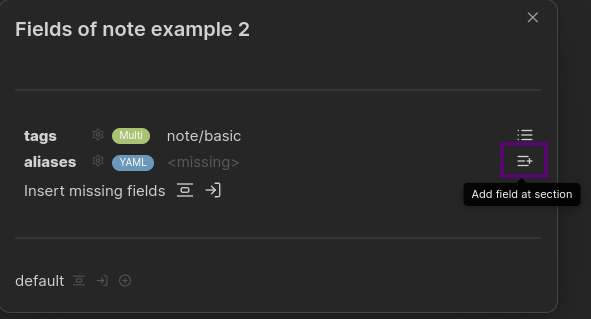 Fields of note example 2
tags Multi note/basic
aliases YAML <missing>
Insert missing fields
Add field at section
default